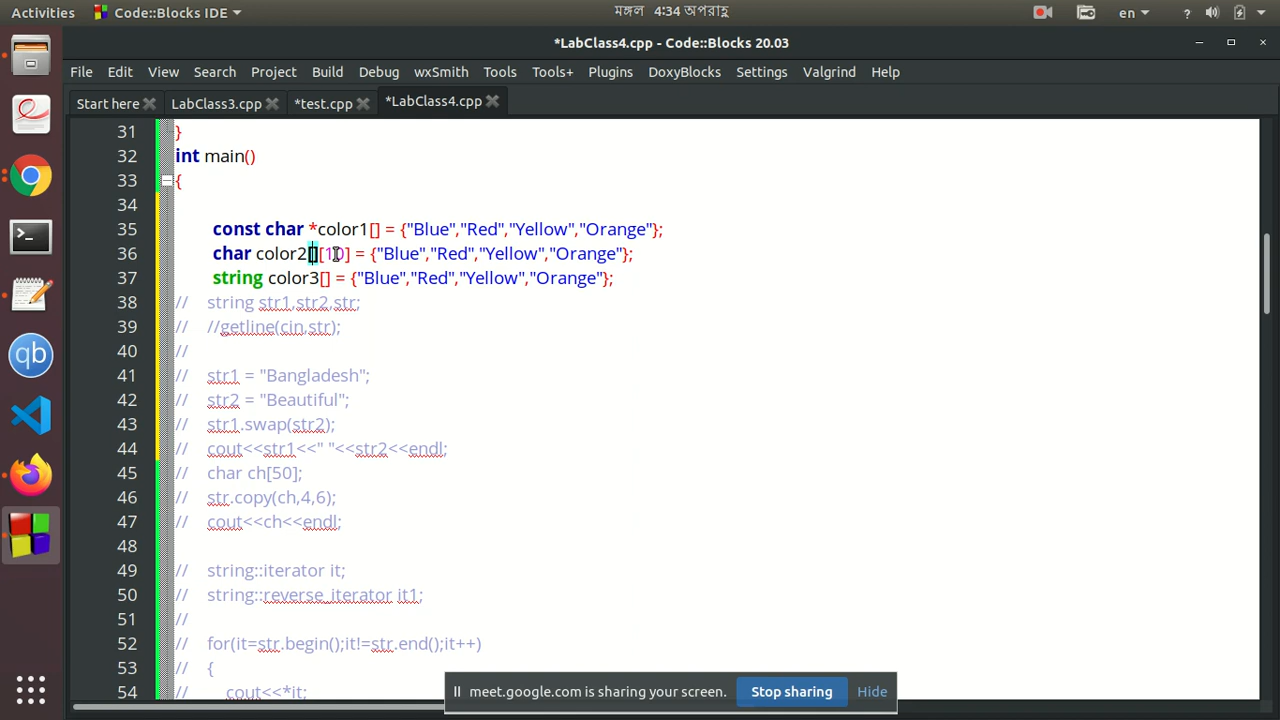 Activities Code::Blocks IDE মঙ্গল 4:34 অপরাহ্ণ en ?
*LabClass4.cpp - Code::Blocks 20.03
File Edit View Search Project Build Debug wxSmith Tools Tools+ Plugins DoxyBlocks Settings Valgrind Help
Start here LabClass3.cpp *test.cpp *LabClass4.cpp
31 }
32 int main()
33 {
34
35 const char *color1[] = {"Blue","Red","Yellow","Orange"};
36 char color2[][10] = {"Blue","Red","Yellow","Orange"};
37 string color3[] = {"Blue","Red","Yellow","Orange"};
38 // string str1,str2,str;
39 // //getline(cin,str);
40 //
41 // str1 = "Bangladesh";
42 // str2 = "Beautiful";
43 // str1.swap(str2);
44 // cout<<str1<<" "<<str2<<endl;
45 // char ch[50];
46 // str.copy(ch,4,6);
47 // cout<<ch<<endl;
48
49 // string::iterator it;
50 // string::reverse_iterator it1;
51 //
52 // for(it=str.begin();it!=str.end();it++)
53 // {
54 // cout<<*it;
qb
meet.google.com is sharing your screen. Stop sharing Hide